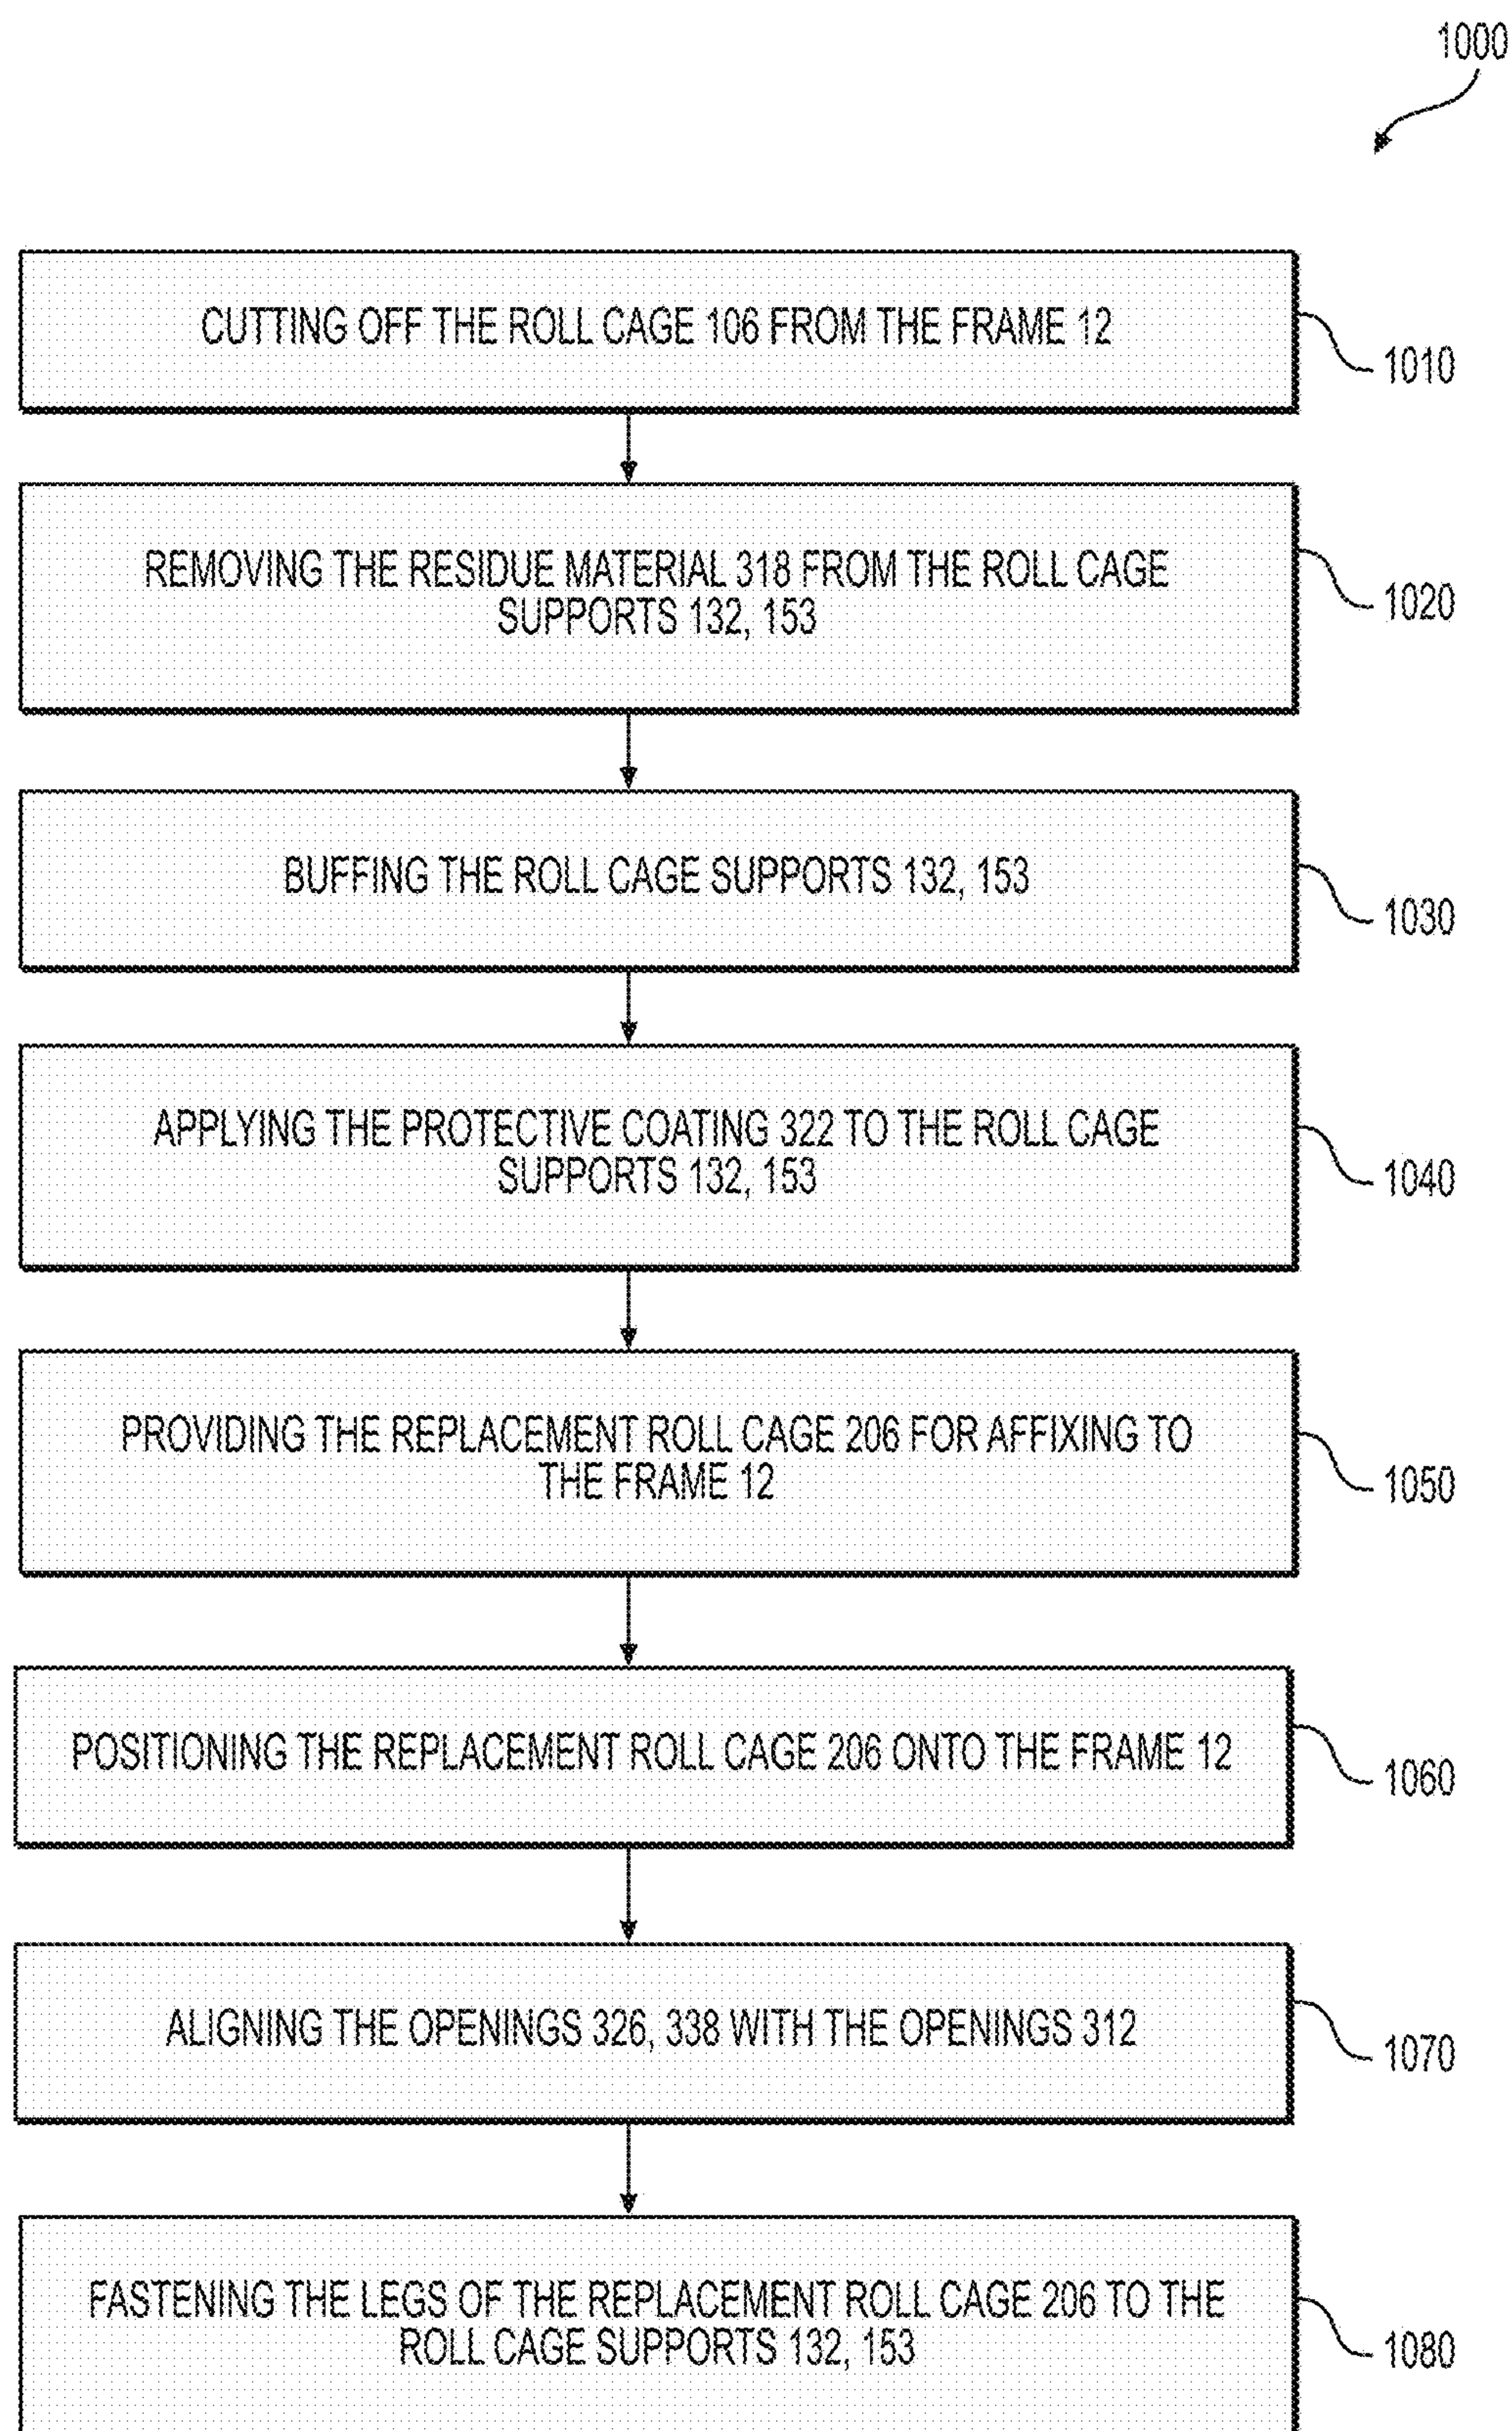 1000
CUTTING OFF THE ROLL CAGE 106 FROM THE FRAME 12
1010
REMOVING THE RESIDUE MATERIAL 318 FROM THE ROLL CAGE
SUPPORTS 132, 153
1020
BUFFING THE ROLL CAGE SUPPORTS 132, 153
1030
APPLYING THE PROTECTIVE COATING 322 TO THE ROLL CAGE
SUPPORTS 132, 153
1040
PROVIDING THE REPLACEMENT ROLL CAGE 206 FOR AFFIXING TO
THE FRAME 12
1050
POSITIONING THE REPLACEMENT ROLL CAGE 206 ONTO THE FRAME 12
1060
ALIGNING THE OPENINGS 326, 338 WITH THE OPENINGS 312
1070
FASTENING THE LEGS OF THE REPLACEMENT ROLL CAGE 206 TO THE
ROLL CAGE SUPPORTS 132, 153
1080